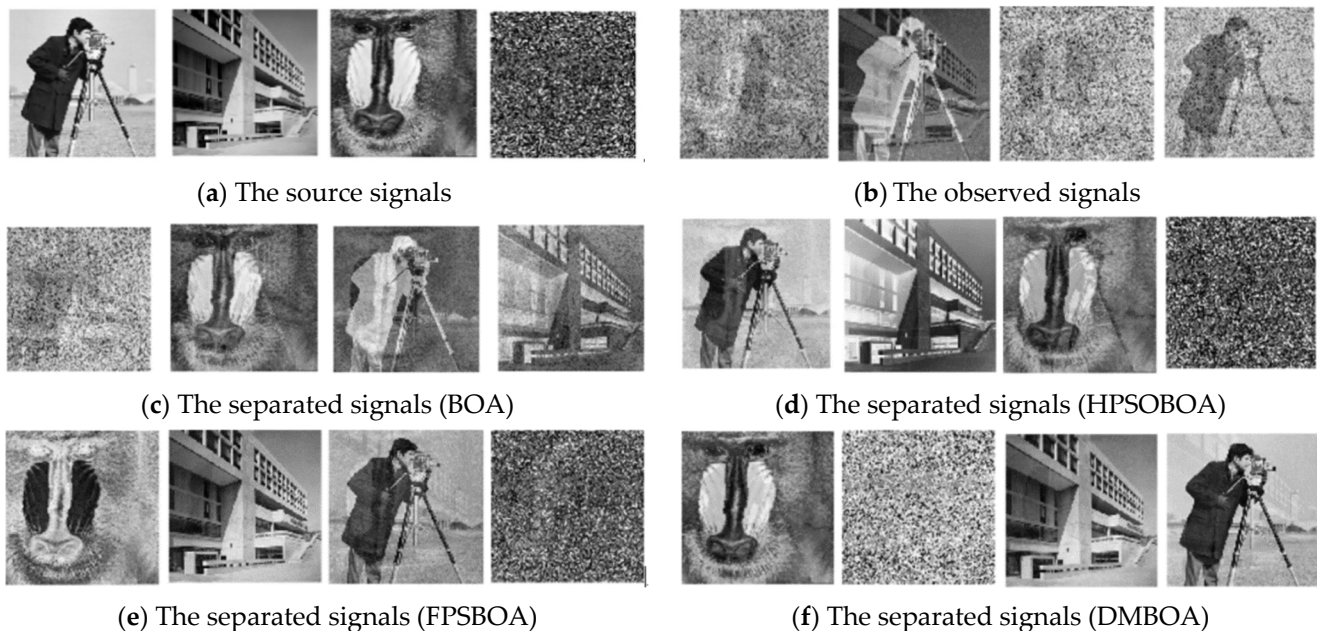 (a) The source signals
(b) The observed signals
(c) The separated signals (BOA)
(d) The separated signals (HPSOBOA)
(e) The separated signals (FPSBOA)
(f) The separated signals (DMBOA)